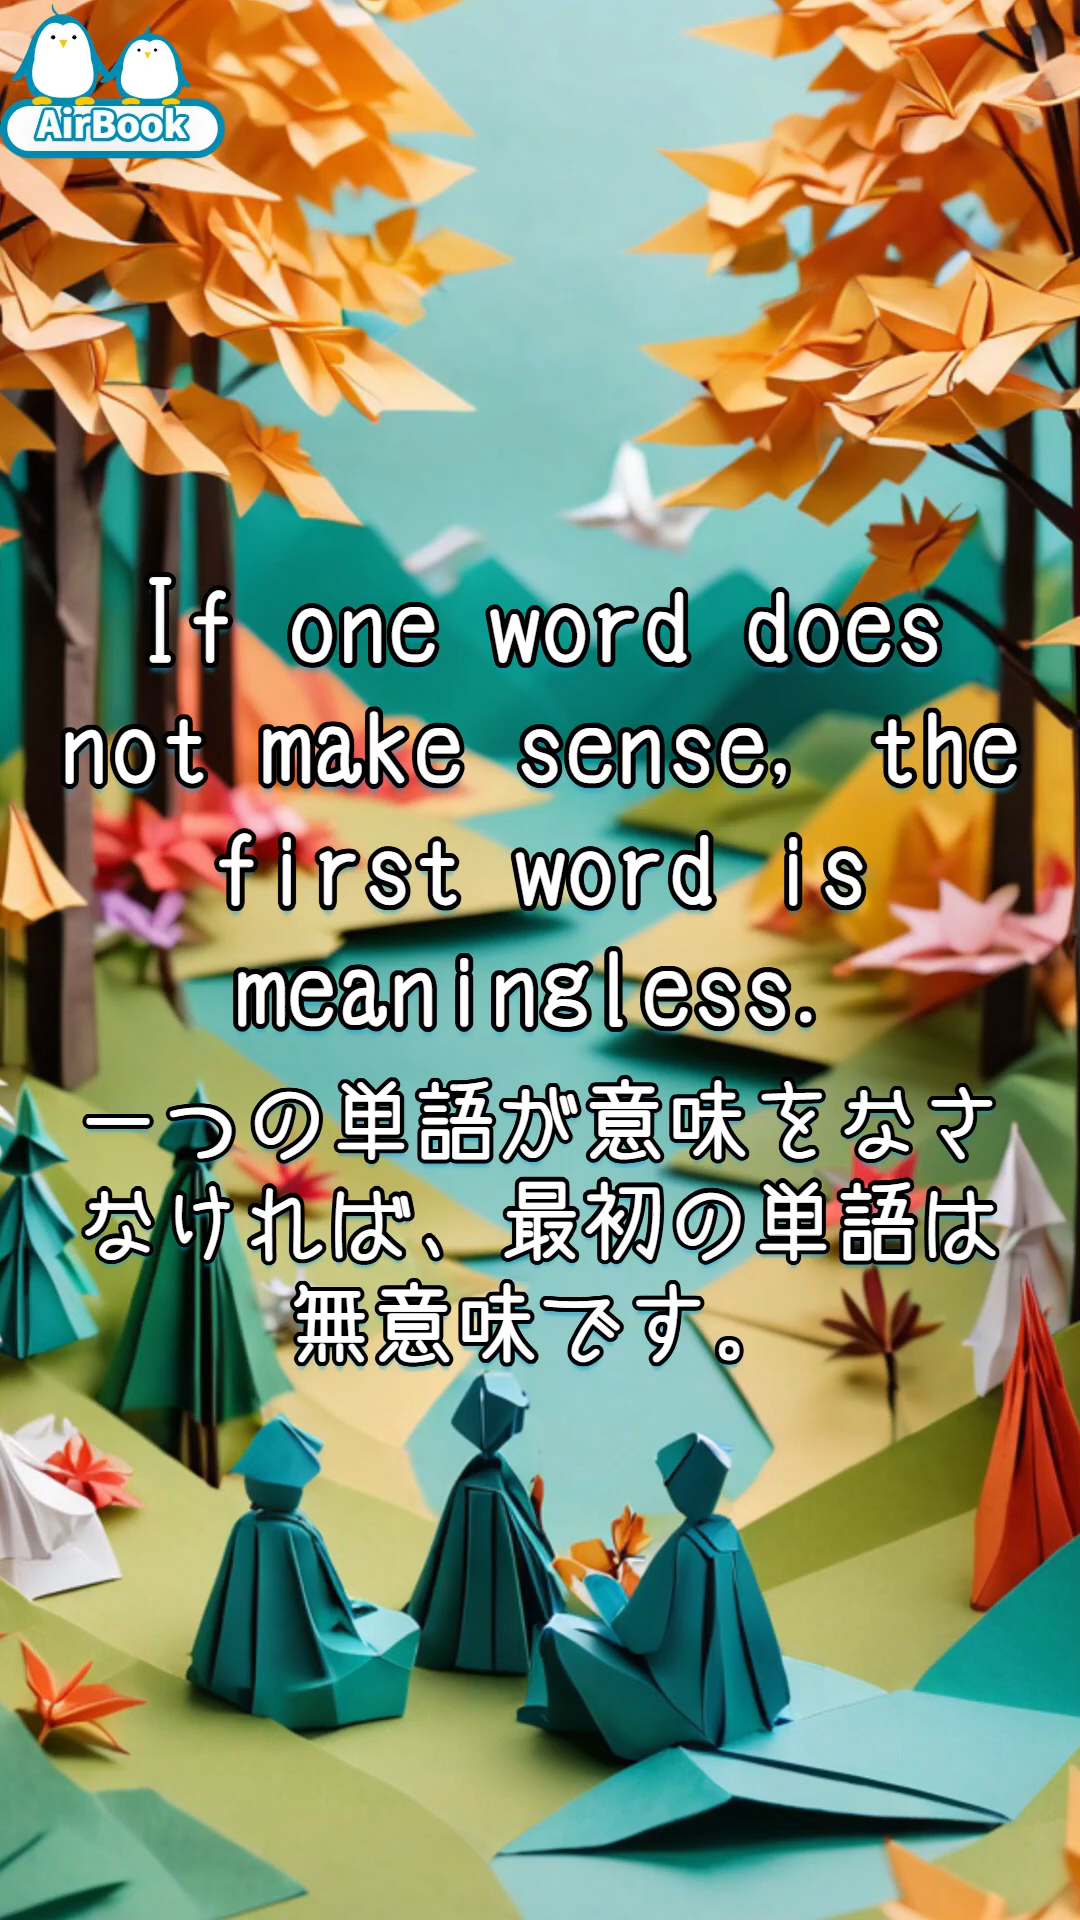 AirBook
If one word does
not make sense, the
first word is
meaningless.
一つの単語が意味をなさ
なければ、最初の単語は
無意味です。